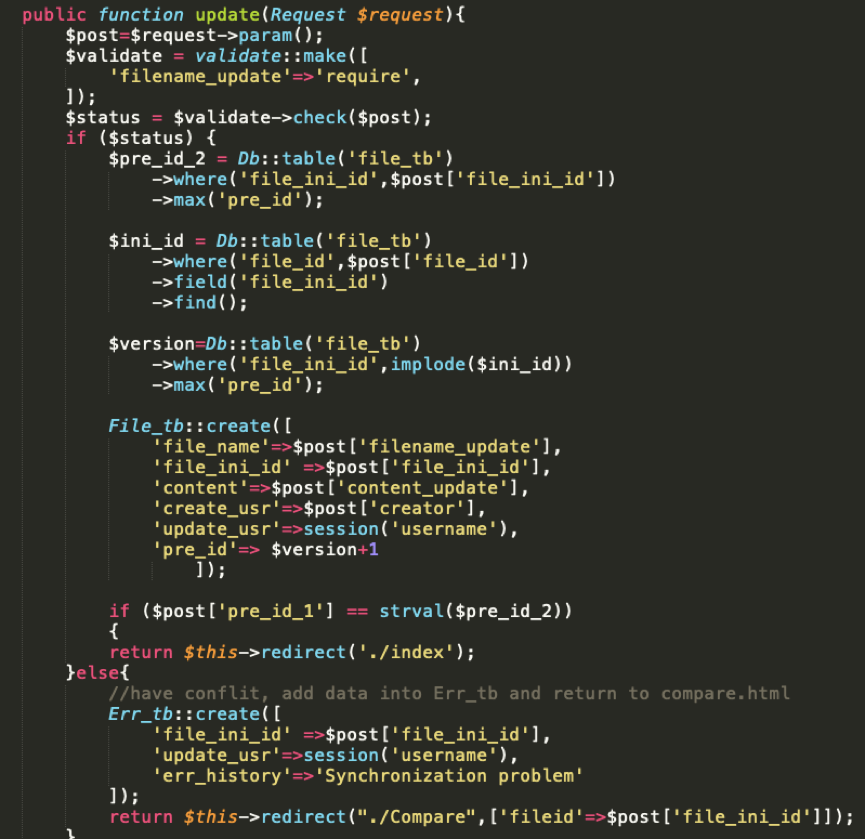 public function update(Request $request){
$post=$request->param();
$validate = validate::make([
'filename_update'=>'require',
]);
$status = $validate->check($post);
if ($status) {
$pre_id_2 = Db::table('file_tb')
->where('file_ini_id',$post['file_ini_id'])
->max('pre_id');
$ini_id = Db::table('file_tb')
->where('file_id',$post['file_id'])
->field('file_ini_id')
->find();
$version=Db::table('file_tb')
->where('file_ini_id',implode($ini_id))
->max('pre_id');
File_tb::create([
'file_name'=>$post['filename_update'],
'file_ini_id' =>$post['file_ini_id'],
'content'=>$post['content_update'],
'create_usr'=>$post['creator'],
'update_usr'=>session('username'),
'pre_id'=> $version+1
]);
if ($post['pre_id_1'] == strval($pre_id_2))
{
return $this->redirect('./index');
}else{
//have conflit, add data into Err_tb and return to compare.html
Err_tb::create([
'file_ini_id' =>$post['file_ini_id'],
'update_usr'=>session('username'),
'err_history'=>'Synchronization problem'
]);
return $this->redirect("./Compare",['fileid'=>$post['file_ini_id']]);
}